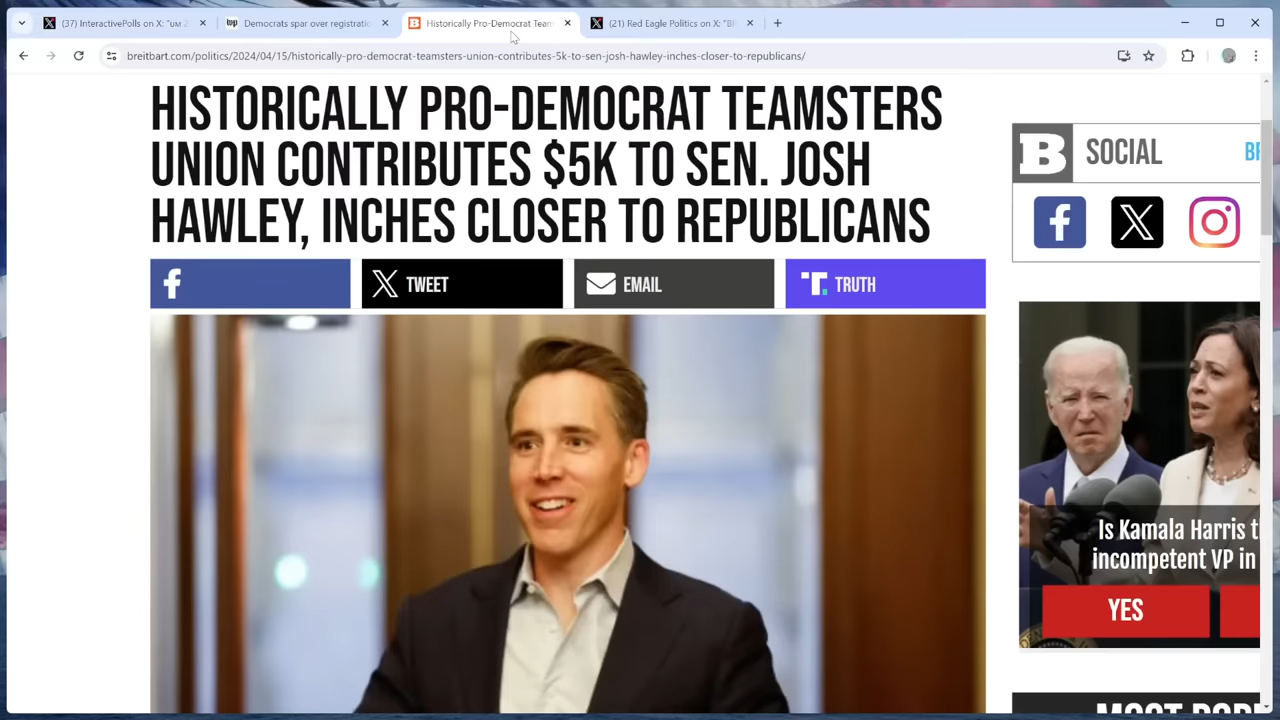 (37) InteractivePolls on X: "🇺🇲 2
Democrats spar over registratio
Historically Pro-Democrat Team
(21) Red Eagle Politics on X: "B
breitbart.com/politics/2024/04/15/historically-pro-democrat-teamsters-union-contributes-5k-to-sen-josh-hawley-inches-closer-to-republicans/
HISTORICALLY PRO-DEMOCRAT TEAMSTERS
UNION CONTRIBUTES $5K TO SEN. JOSH
HAWLEY, INCHES CLOSER TO REPUBLICANS
TWEET
EMAIL
TRUTH
B SOCIAL
Is Kamala Harris t
incompetent VP in
YES